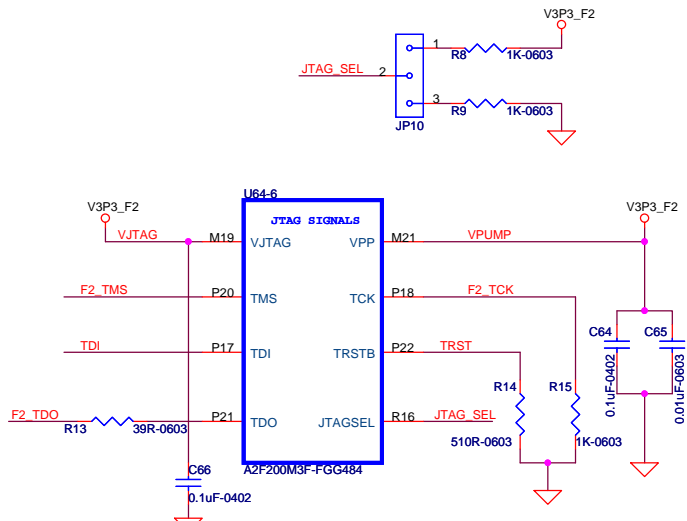 V3P3_F2
1
R8
1K-0603
JTAG_SEL
2
3
R9
1K-0603
JP10
U64-6
V3P3_F2
JTAG SIGNALS
V3P3_F2
VJTAG
M19
VJTAG
VPP
M21
VPUMP
F2_TMS
P20
TMS
TCK
P18
F2_TCK
TDI
P17
TDI
TRSTB
P22
TRST
C64
C65
0.1uF-0402
0.01uF-0603
R14
R15
F2_TDO
R13
39R-0603
P21
TDO
JTAGSEL
R16
JTAG_SEL
510R-0603
1K-0603
C66
0.1uF-0402
A2F200M3F-FGG484